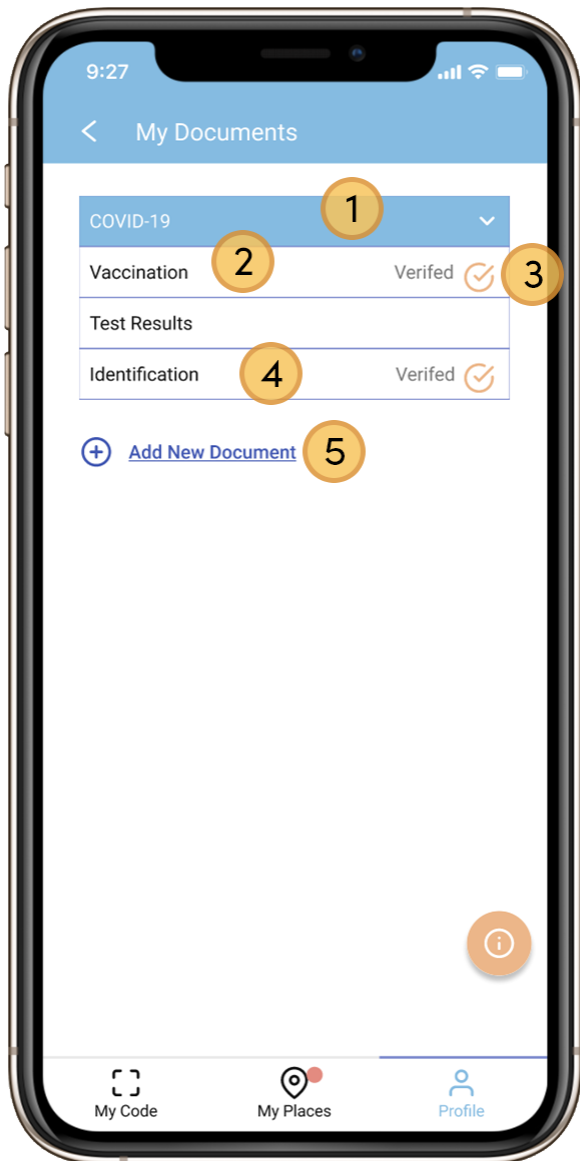 9:27
My Documents
1
COVID-19
2
Vaccination
Verifed
3
Test Results
Identification
4
Verifed
Add New Document
5
My Code
My Places
Profile